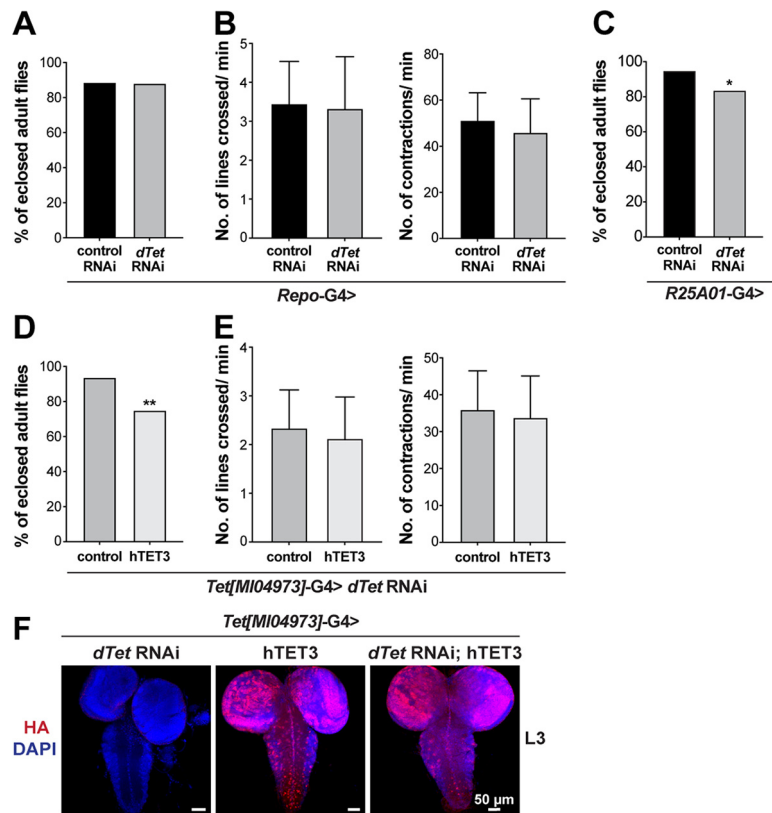 A
% of eclosed adult flies
100
80
60
40
20
0
control RNAi
dTet RNAi
B
No. of lines crossed/ min
5
4
3
2
1
0
control RNAi
dTet RNAi
No. of contractions/ min
80
60
40
20
0
control RNAi
dTet RNAi
Repo-G4>
C
% of eclosed adult flies
100
80
60
40
20
0
*
control RNAi
dTet RNAi
R25A01-G4>
D
% of eclosed adult flies
100
80
60
40
20
0
**
control hTET3
E
No. of lines crossed/ min
4
3
2
1
0
control hTET3
No. of contractions/ min
50
40
30
20
10
0
control hTET3
Tet[MI04973]-G4> dTet RNAi
F
Tet[MI04973]-G4>
dTet RNAi
hTET3
dTet RNAi; hTET3
HA
DAPI
L3
50 µm